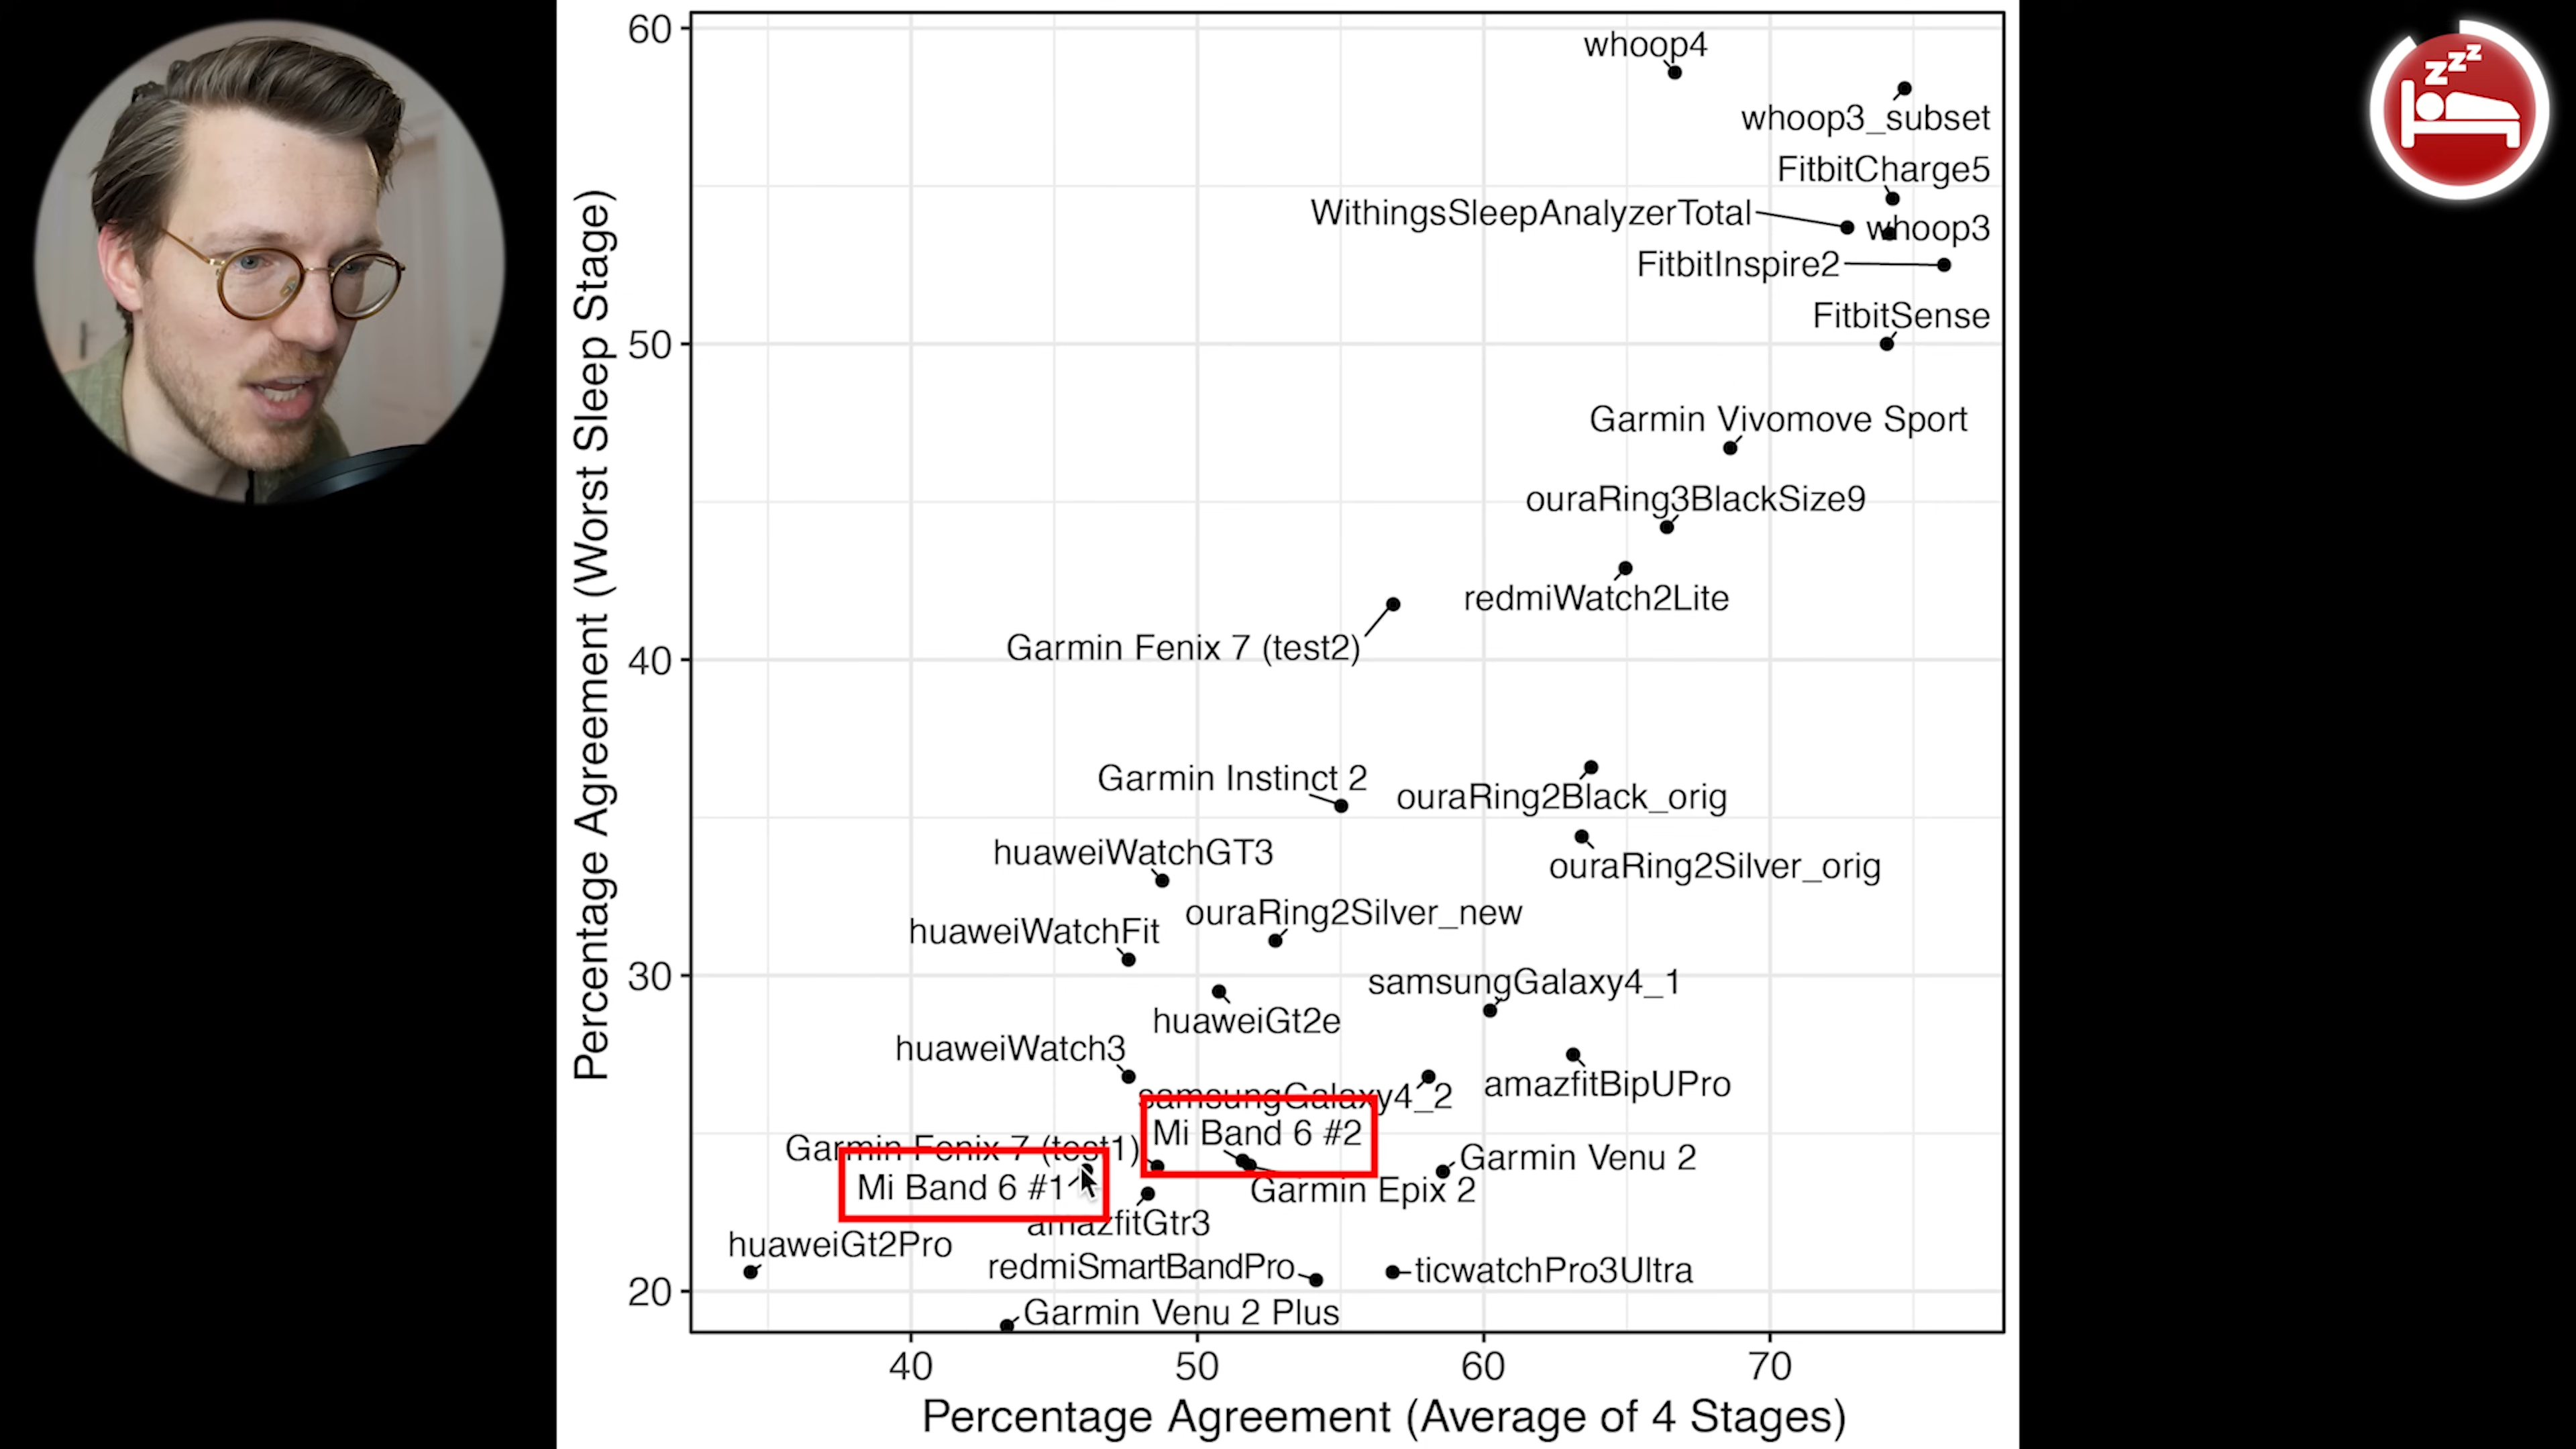 60
whoop4
whoop3_subset
FitbitCharge5
WithingsSleepAnalyzerTotal
whoop3
FitbitInspire2
FitbitSense
50
Garmin Vivomove Sport
ouraRing3BlackSize9
redmiWatch2Lite
Garmin Fenix 7 (test2)
40
Garmin Instinct 2
ouraRing2Black_orig
huaweiWatchGT3
ouraRing2Silver_orig
ouraRing2Silver_new
huaweiWatchFit
30
samsungGalaxy4_1
huaweiGt2e
huaweiWatch3
amazfitBipUPro
samsungGalaxy4_2
Mi Band 6 #2
Garmin Fenix 7 (test1)
Garmin Venu 2
Mi Band 6 #1
Garmin Epix 2
amazfitGtr3
huaweiGt2Pro
redmiSmartBandPro
ticwatchPro3Ultra
20
Garmin Venu 2 Plus
40 50 60 70
Percentage Agreement (Average of 4 Stages)
Percentage Agreement (Worst Sleep Stage)
zzz